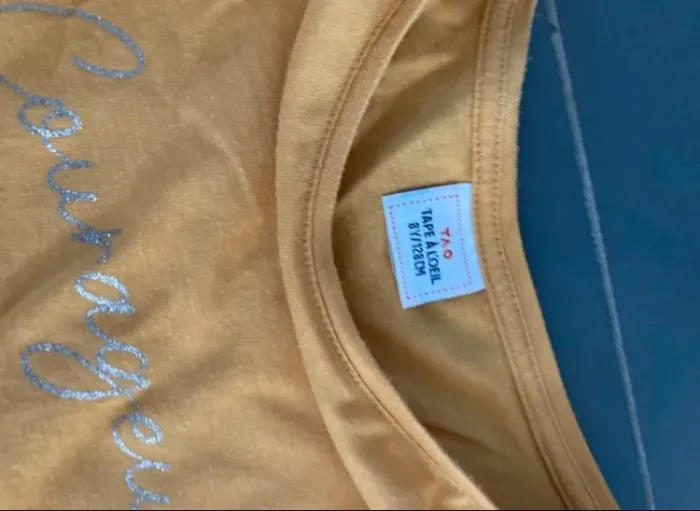 Courageu
TAO
TAPE À L'OEIL
8Y/128CM